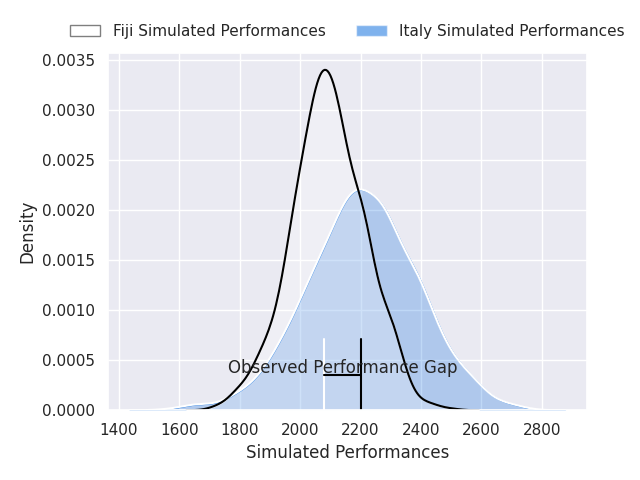 Fiji Simulated Performances
Italy Simulated Performances
0.0035
0.0030
0.0025
0.0020
0.0015
0.0010
0.0005
0.0000
Density
Observed Performance Gap
1400 1600 1800 2000 2200 2400 2600 2800
Simulated Performances